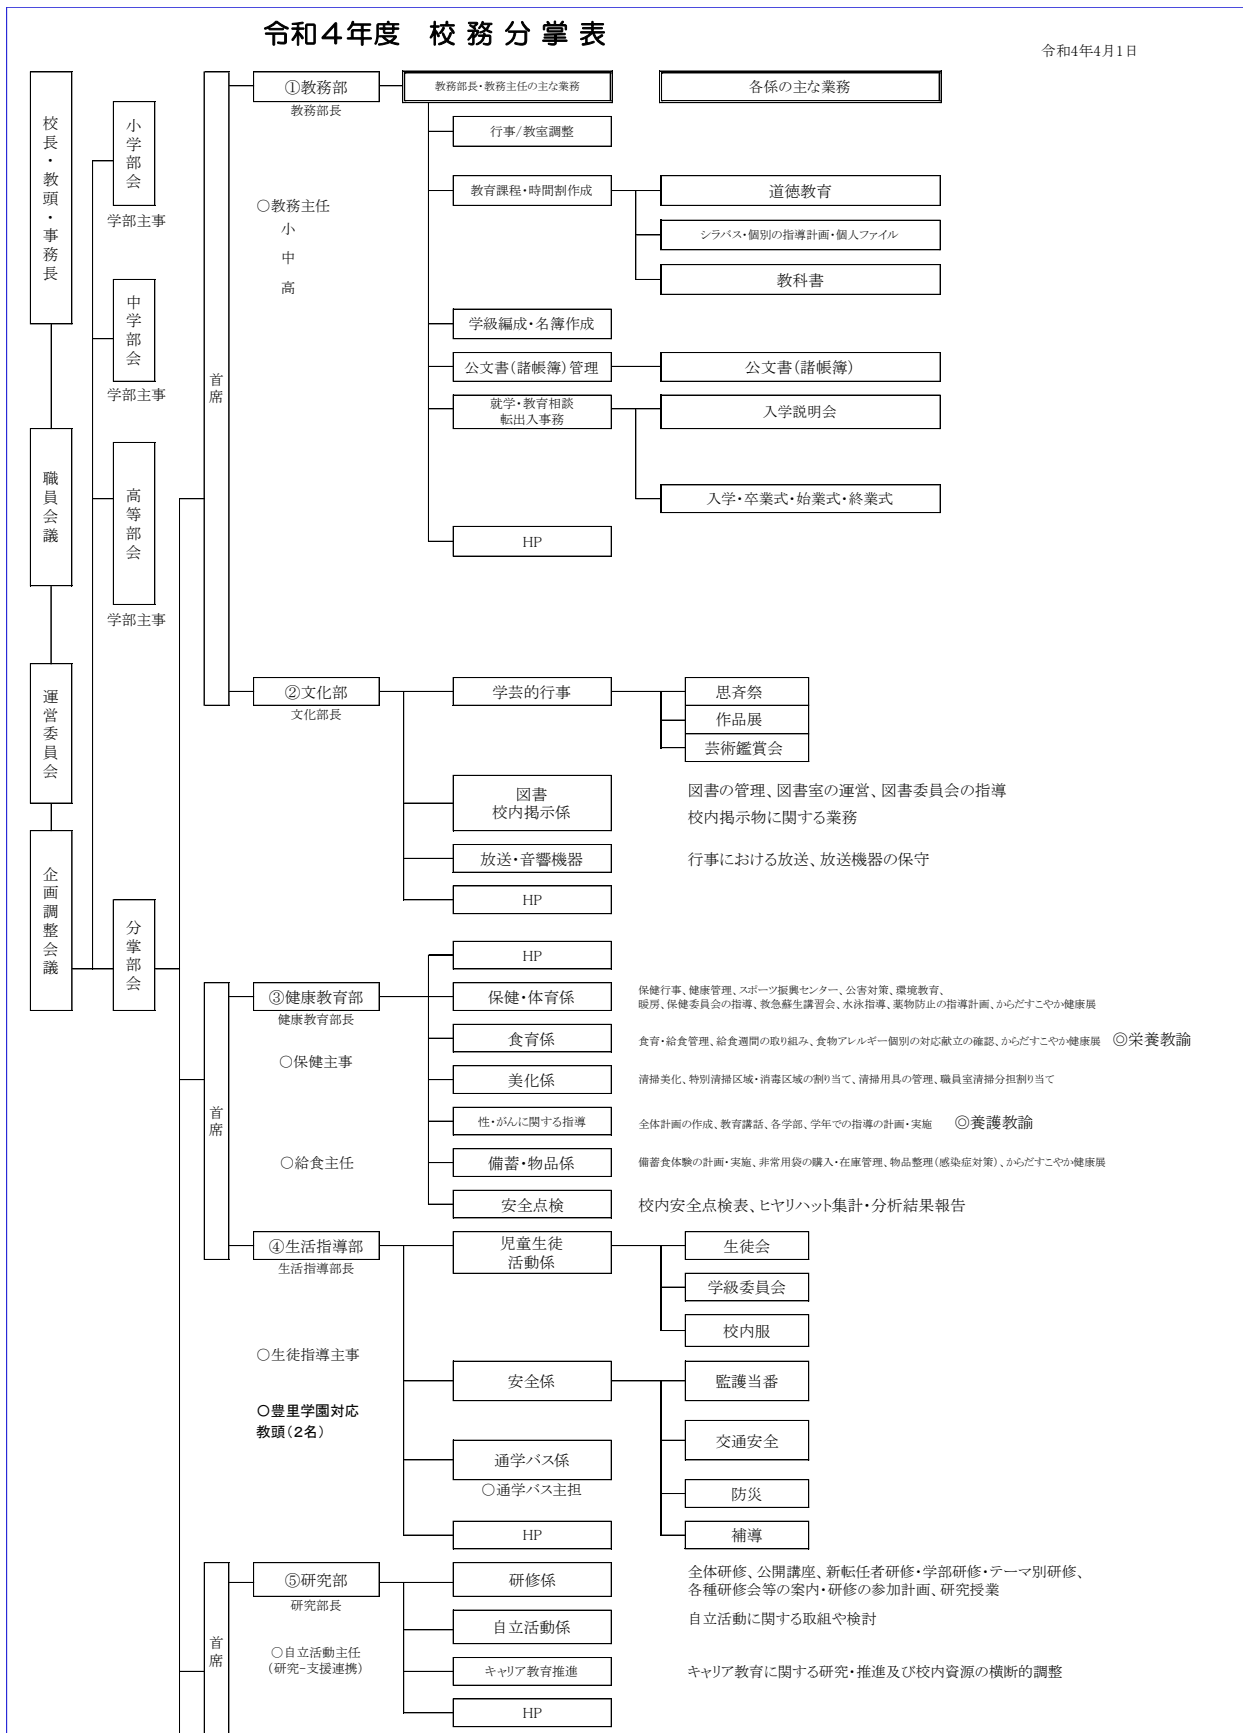 令和４年度　校 務 分 掌 表
令和4年4月1日
校長・教頭・事務長
職員会議
運営委員会
企画調整会議
小学部会
学部主事
中学部会
学部主事
高等部会
学部主事
分掌部会
首席
①教務部
教務部長
教務部長・教務主任の主な業務
各係の主な業務
○教務主任
小
中
高
行事/教室調整
教育課程・時間割作成
道徳教育
シラバス・個別の指導計画・個人ファイル
教科書
学級編成・名簿作成
公文書(諸帳簿)管理
公文書(諸帳簿)
就学・教育相談
転出入事務
入学説明会
入学・卒業式・始業式・終業式
HP
②文化部
文化部長
学芸的行事
思斉祭
作品展
芸術鑑賞会
図書
校内掲示係
図書の管理、図書室の運営、図書委員会の指導
校内掲示物に関する業務
放送・音響機器
行事における放送、放送機器の保守
HP
首席
③健康教育部
健康教育部長
○保健主事
○給食主任
HP
保健・体育係
保健行事、健康管理、スポーツ振興センター、公害対策、環境教育、
暖房、保健委員会の指導、救急蘇生講習会、水泳指導、薬物防止の指導計画、からだすこやか健康展
食育係
食育・給食管理、給食週間の取り組み、食物アレルギー個別の対応献立の確認、からだすこやか健康展　◎栄養教諭
美化係
清掃美化、特別清掃区域・消毒区域の割り当て、清掃用具の管理、職員室清掃分担割り当て
性・がんに関する指導
全体計画の作成、教育講話、各学部、学年での指導の計画・実施　◎養護教諭
備蓄・物品係
備蓄食体験の計画・実施、非常用袋の購入・在庫管理、物品整理(感染症対策)、からだすこやか健康展
安全点検
校内安全点検表、ヒヤリハット集計・分析結果報告
④生活指導部
生活指導部長
○生徒指導主事
○豊里学園対応
教頭(２名)
児童生徒
活動係
生徒会
学級委員会
校内服
安全係
監護当番
交通安全
防災
補導
通学バス係
○通学バス主担
HP
首席
⑤研究部
研究部長
○自立活動主任
(研究-支援連携)
研修係
全体研修、公開講座、新転任者研修・学部研修・テーマ別研修、
各種研修会等の案内・研修の参加計画、研究授業
自立活動係
自立活動に関する取組や検討
キャリア教育推進
キャリア教育に関する研究・推進及び校内資源の横断的調整
HP